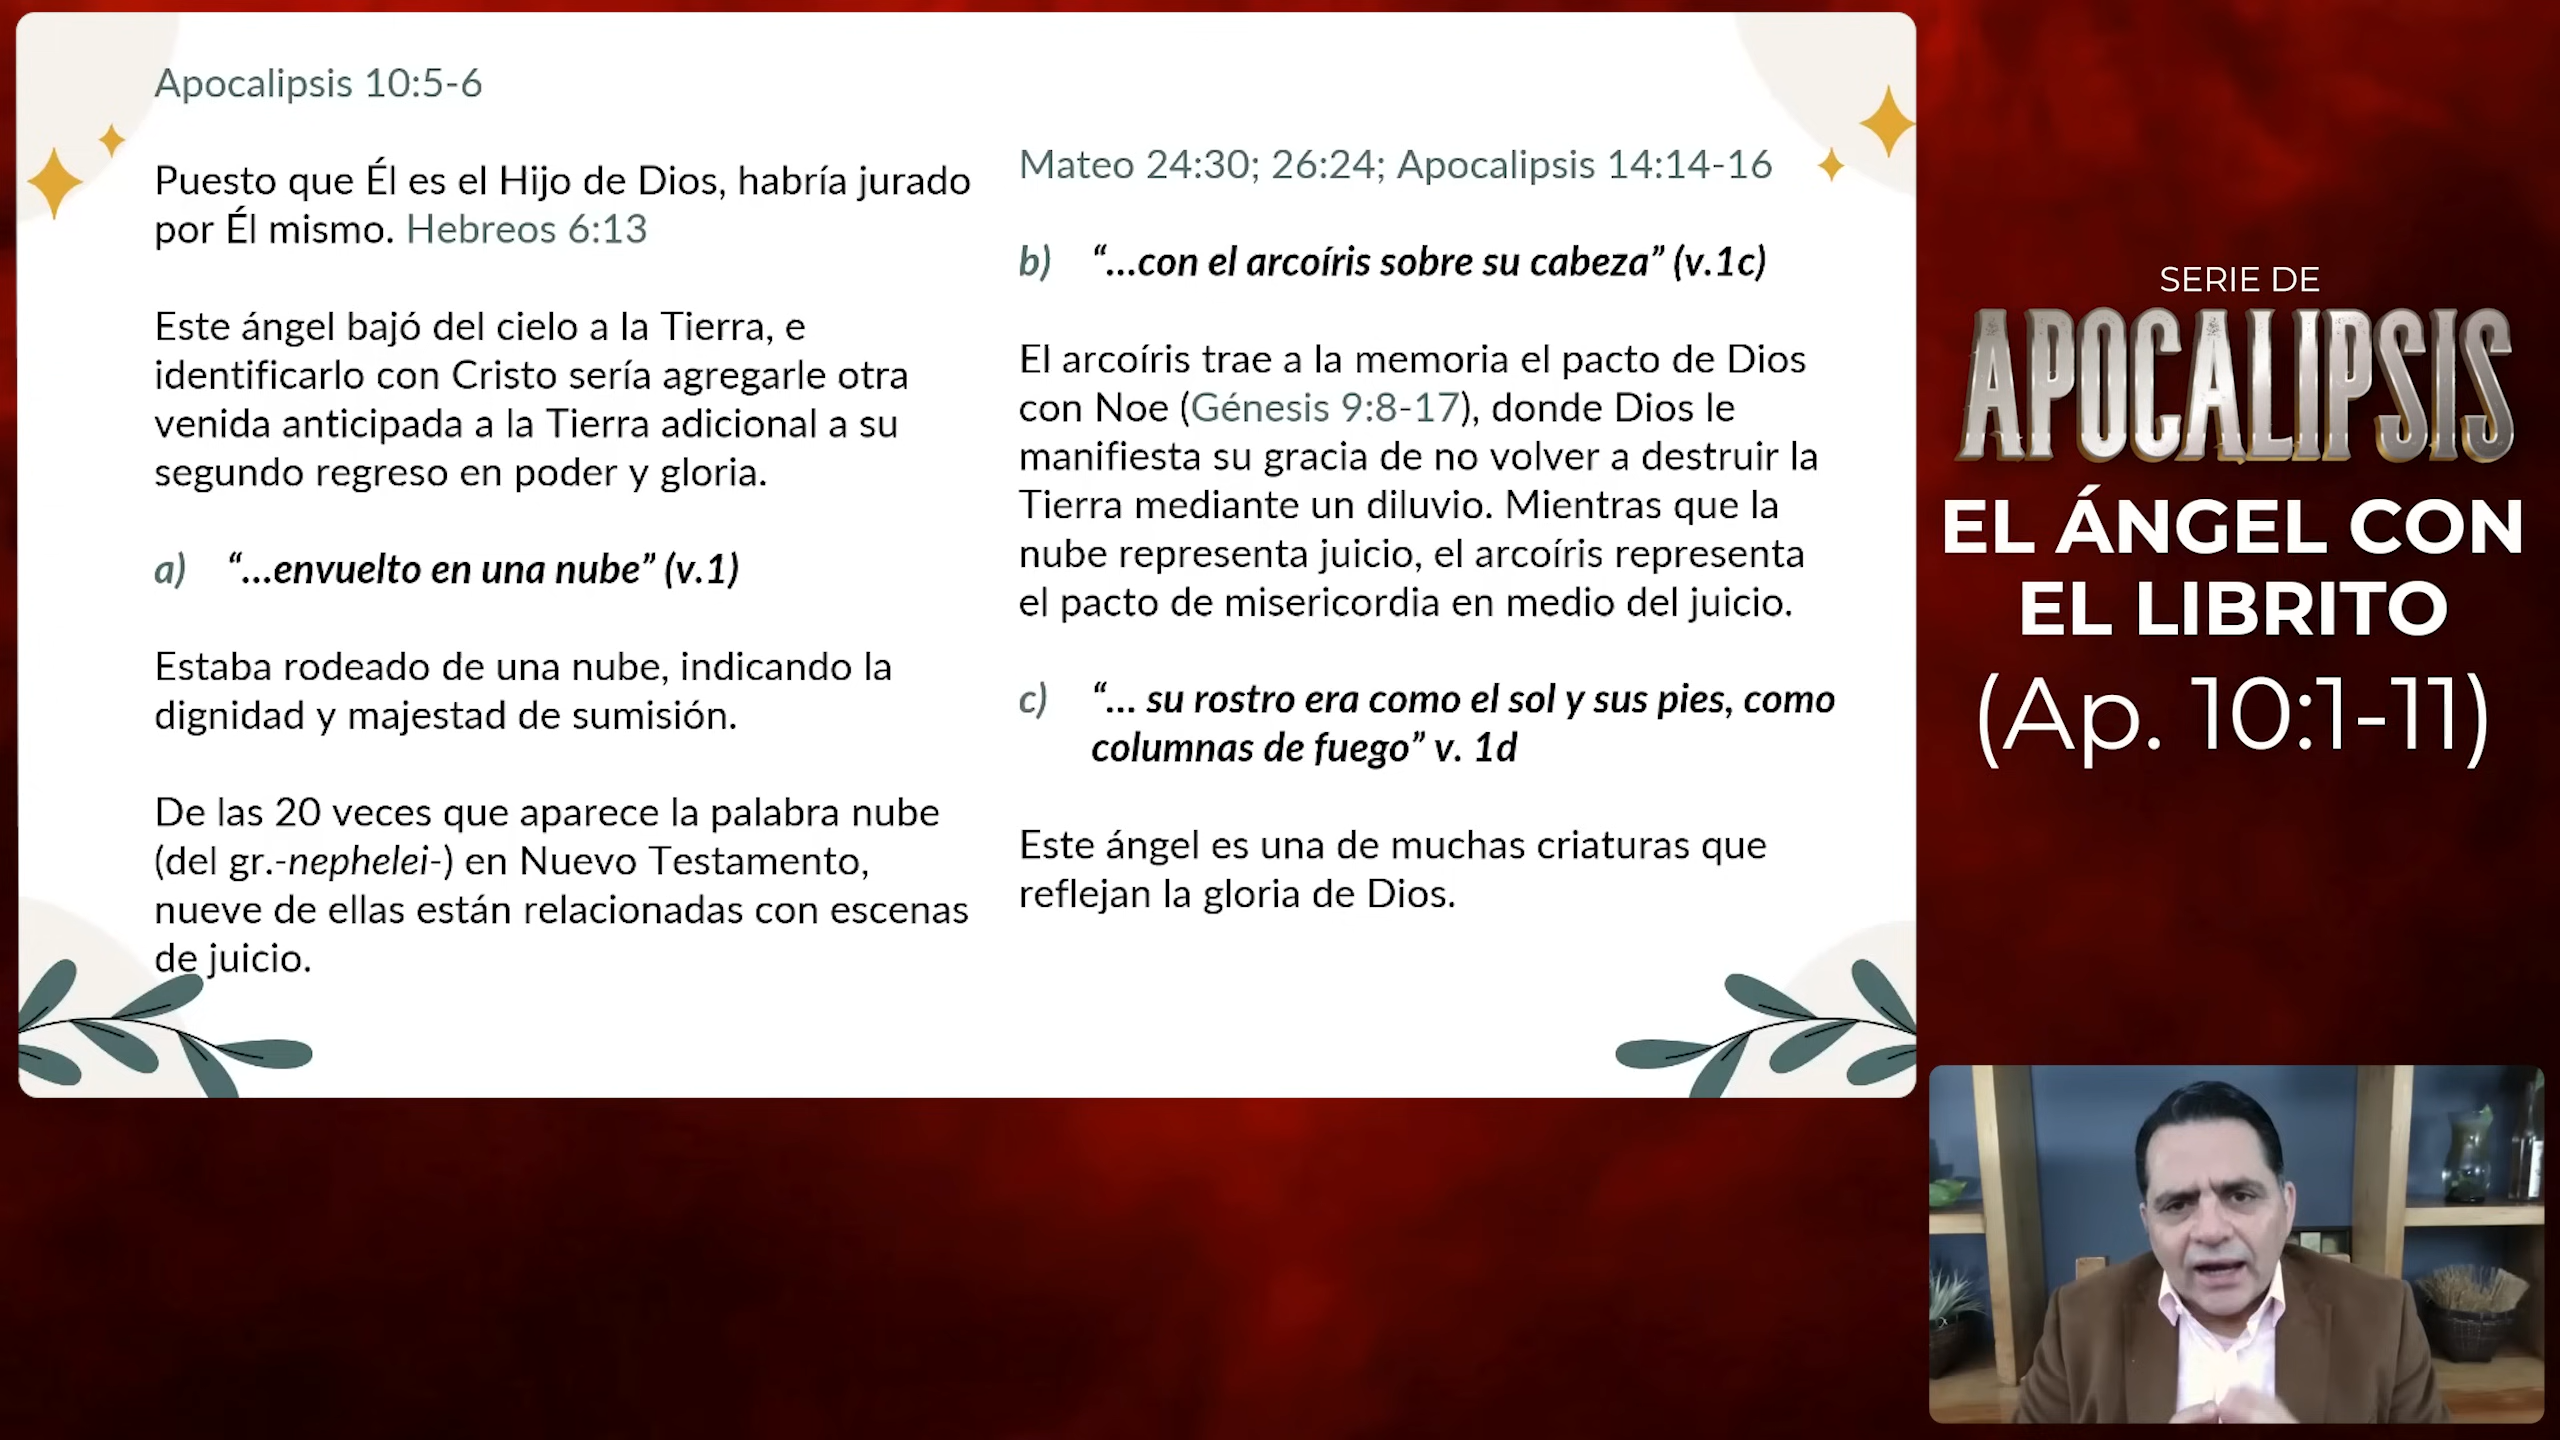 Apocalipsis 10:5-6
Puesto que Él es el Hijo de Dios, habría jurado
por Él mismo. Hebreos 6:13
Este ángel bajó del cielo a la Tierra, e
identificarlo con Cristo sería agregarle otra
venida anticipada a la Tierra adicional a su
segundo regreso en poder y gloria.
a) “...envuelto en una nube” (v.1)
Estaba rodeado de una nube, indicando la
dignidad y majestad de sumisión.
De las 20 veces que aparece la palabra nube
(del gr.-nephelei-) en Nuevo Testamento,
nueve de ellas están relacionadas con escenas
de juicio.
Mateo 24:30; 26:24; Apocalipsis 14:14-16
b) “...con el arcoíris sobre su cabeza” (v.1c)
El arcoíris trae a la memoria el pacto de Dios
con Noe (Génesis 9:8-17), donde Dios le
manifiesta su gracia de no volver a destruir la
Tierra mediante un diluvio. Mientras que la
nube representa juicio, el arcoíris representa
el pacto de misericordia en medio del juicio.
c) “... su rostro era como el sol y sus pies, como
columnas de fuego” v. 1d
Este ángel es una de muchas criaturas que
reflejan la gloria de Dios.
SERIE DE
APOCALIPSIS
EL ÁNGEL CON
EL LIBRITO
(Ap. 10:1-11)